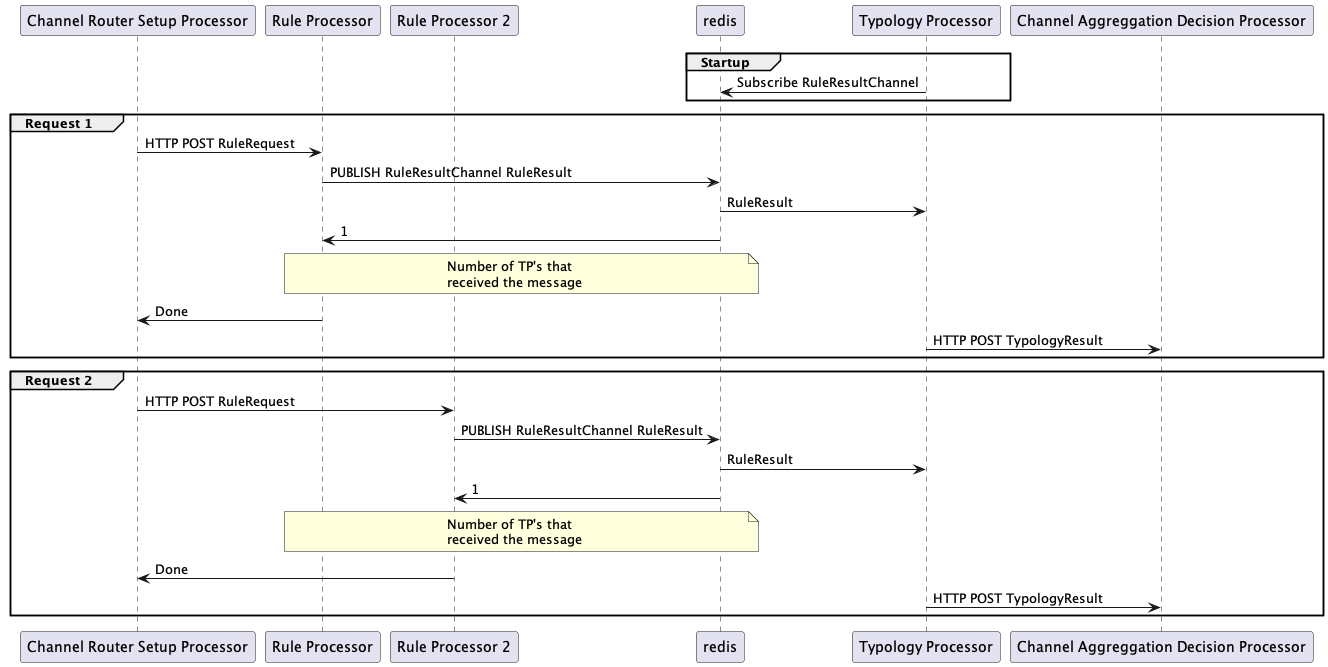 Channel Router Setup Processor
Rule Processor
Rule Processor 2
redis
Typology Processor
Channel Aggreggation Decision Processor
Startup
Subscribe RuleResultChannel
Request 1
HTTP POST RuleRequest
PUBLISH RuleResultChannel RuleResult
RuleResult
1
Number of TP's that
received the message
Done
HTTP POST TypologyResult
Request 2
HTTP POST RuleRequest
PUBLISH RuleResultChannel RuleResult
RuleResult
1
Number of TP's that
received the message
Done
HTTP POST TypologyResult
Channel Router Setup Processor
Rule Processor
Rule Processor 2
redis
Typology Processor
Channel Aggreggation Decision Processor